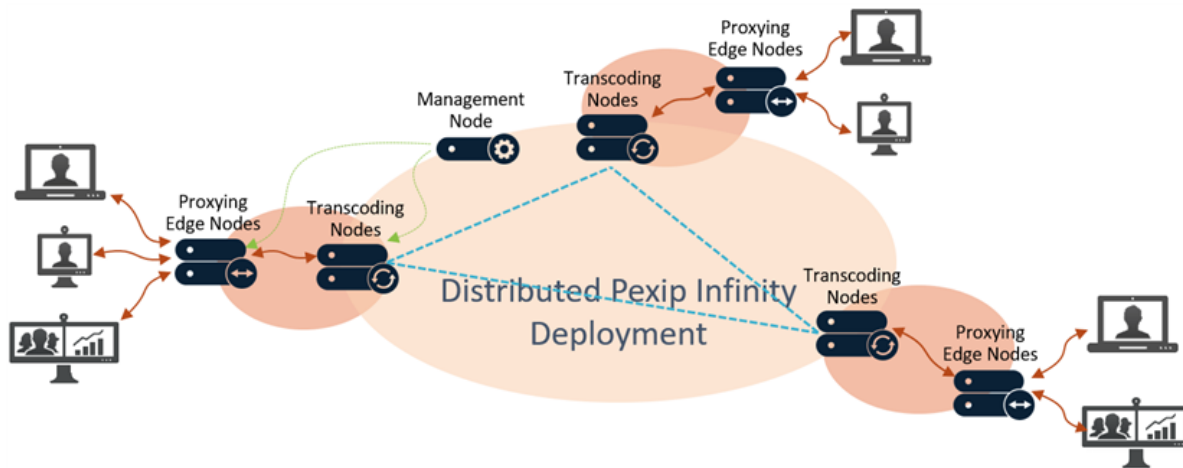 Proxying
Edge Nodes
Transcoding
Nodes
Management
Node
Proxying
Edge Nodes
Transcoding
Nodes
Distributed Pexip Infinity
Deployment
Transcoding
Nodes
Proxying
Edge Nodes